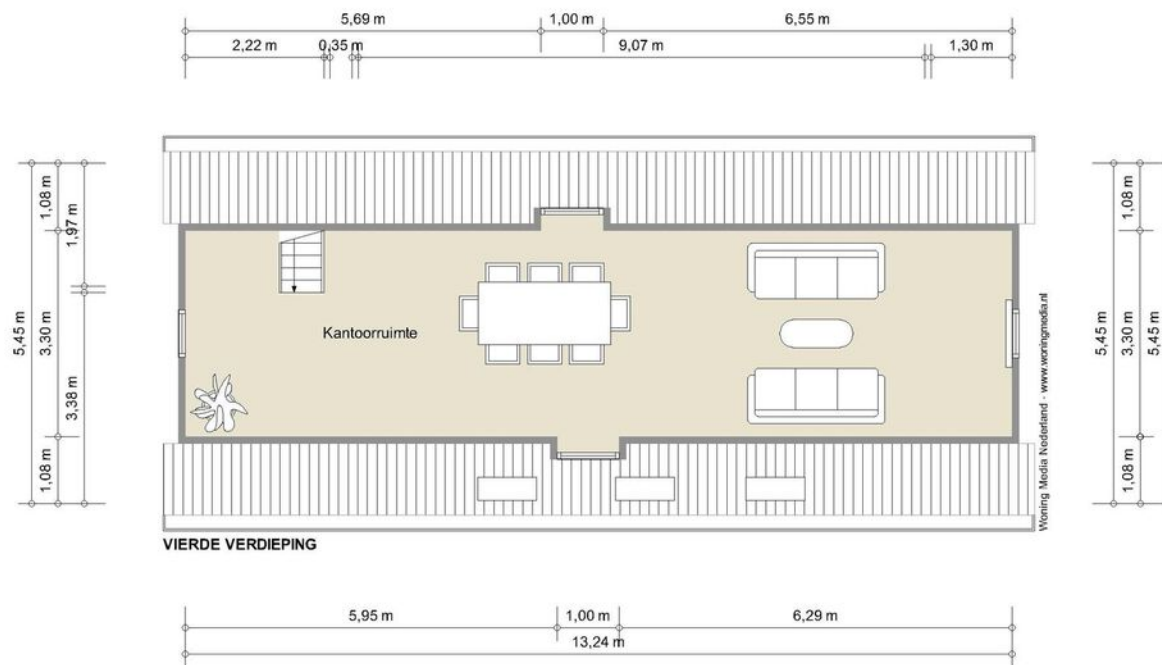 5,69 m 1,00 m 6,55 m
2,22 m 0,35 m 9,07 m 1,30 m
1,08 m
1,97 m
5,45 m
3,30 m
3,38 m
1,08 m
Kantoorruimte
1,08 m
5,45 m
3,30 m
5,45 m
1,08 m
Woning Media Nederland - www.woningmedia.nl
VIERDE VERDIEPING
5,95 m 1,00 m 6,29 m
13,24 m